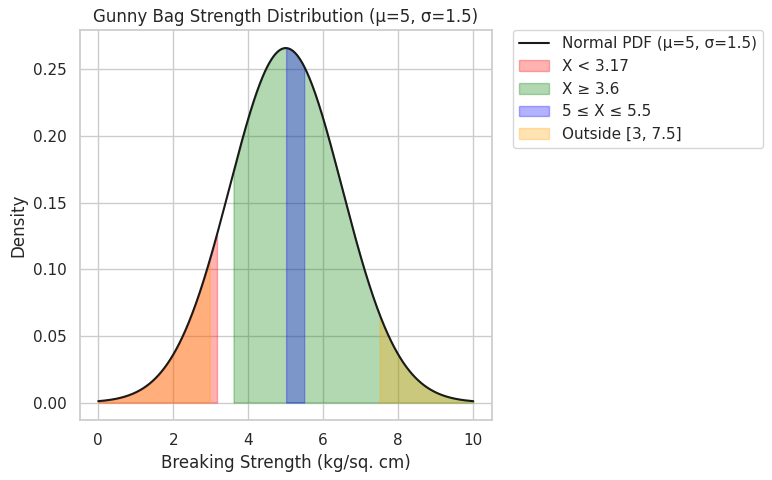 Gunny Bag Strength Distribution (μ=5, σ=1.5)
Normal PDF (μ=5, σ=1.5)
X < 3.17
X ≥ 3.6
5 ≤ X ≤ 5.5
Outside [3, 7.5]
0.25
0.20
0.15
0.10
0.05
0.00
Density
0 2 4 6 8 10
Breaking Strength (kg/sq. cm)